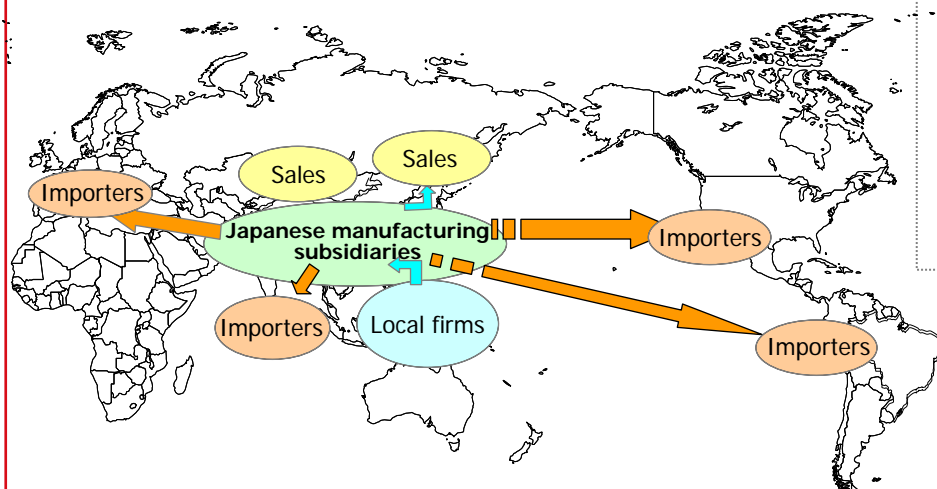 Sales
Sales
Importers
Japanese manufacturing
subsidiaries
Importers
Importers
Local firms
Importers